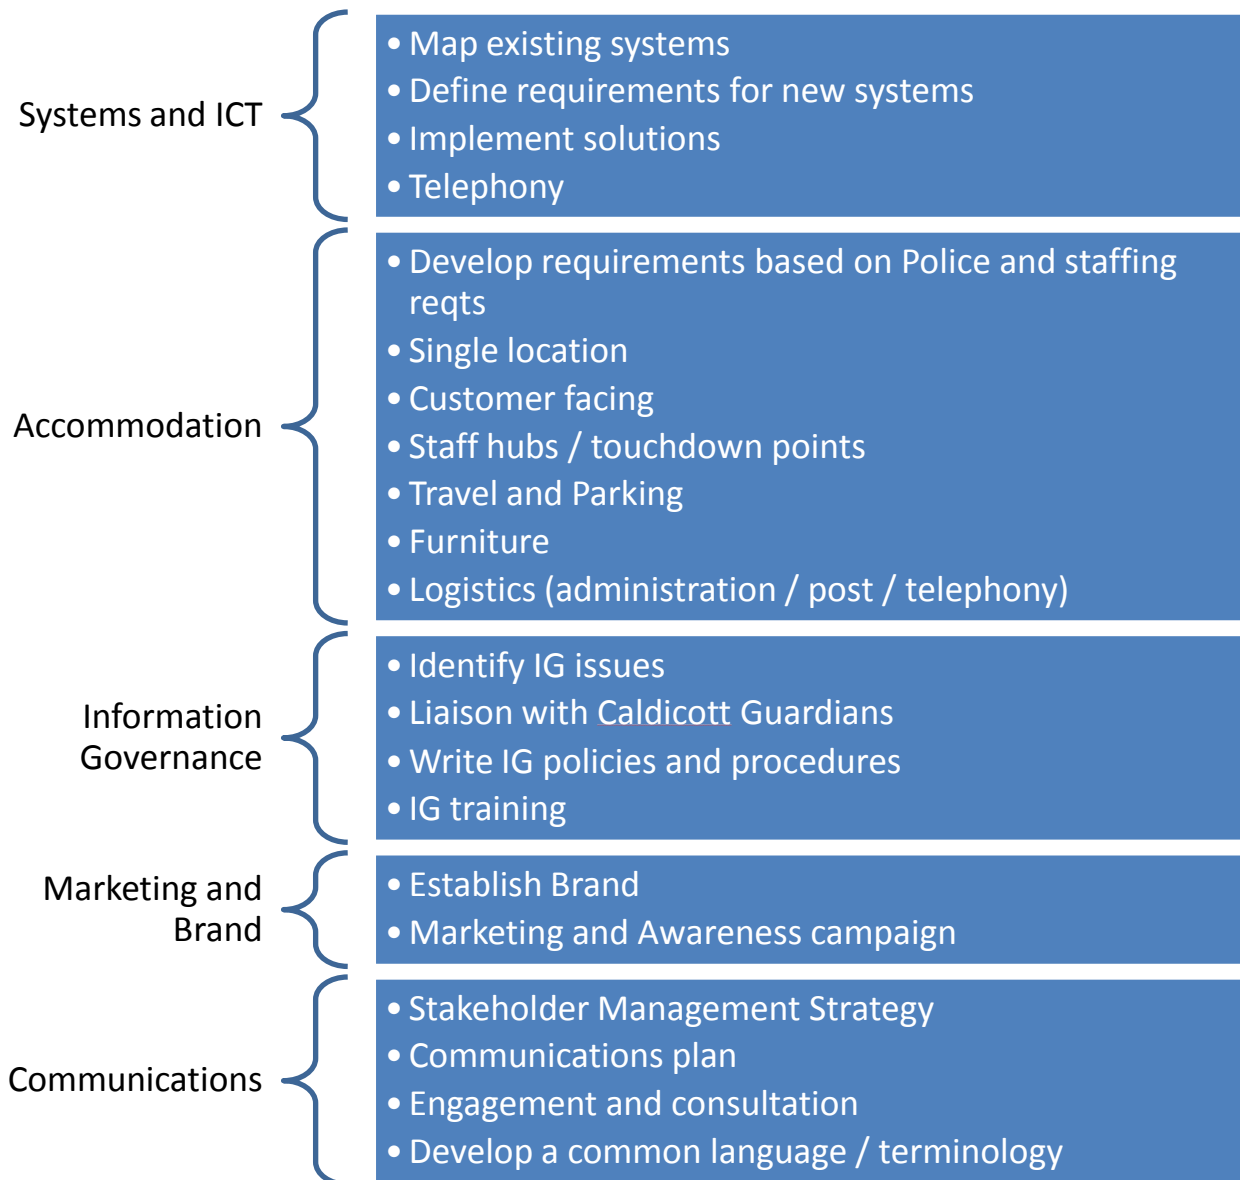 Systems and ICT
• Map existing systems
• Define requirements for new systems
• Implement solutions
• Telephony
Accommodation
• Develop requirements based on Police and staffing
reqts
• Single location
• Customer facing
• Staff hubs / touchdown points
• Travel and Parking
• Furniture
• Logistics (administration / post / telephony)
Information
Governance
• Identify IG issues
• Liaison with Caldicott Guardians
• Write IG policies and procedures
• IG training
Marketing and
Brand
• Establish Brand
• Marketing and Awareness campaign
Communications
• Stakeholder Management Strategy
• Communications plan
• Engagement and consultation
• Develop a common language / terminology